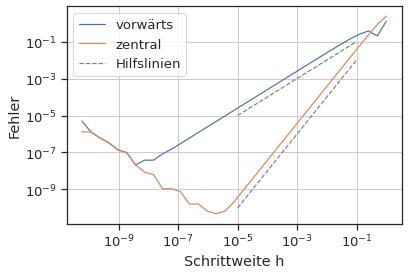 vorwärts
zentral
Hilfslinien
Fehler
10⁻¹
10⁻³
10⁻⁵
10⁻⁷
10⁻⁹
10⁻⁹
10⁻⁷
10⁻⁵
10⁻³
10⁻¹
Schrittweite h